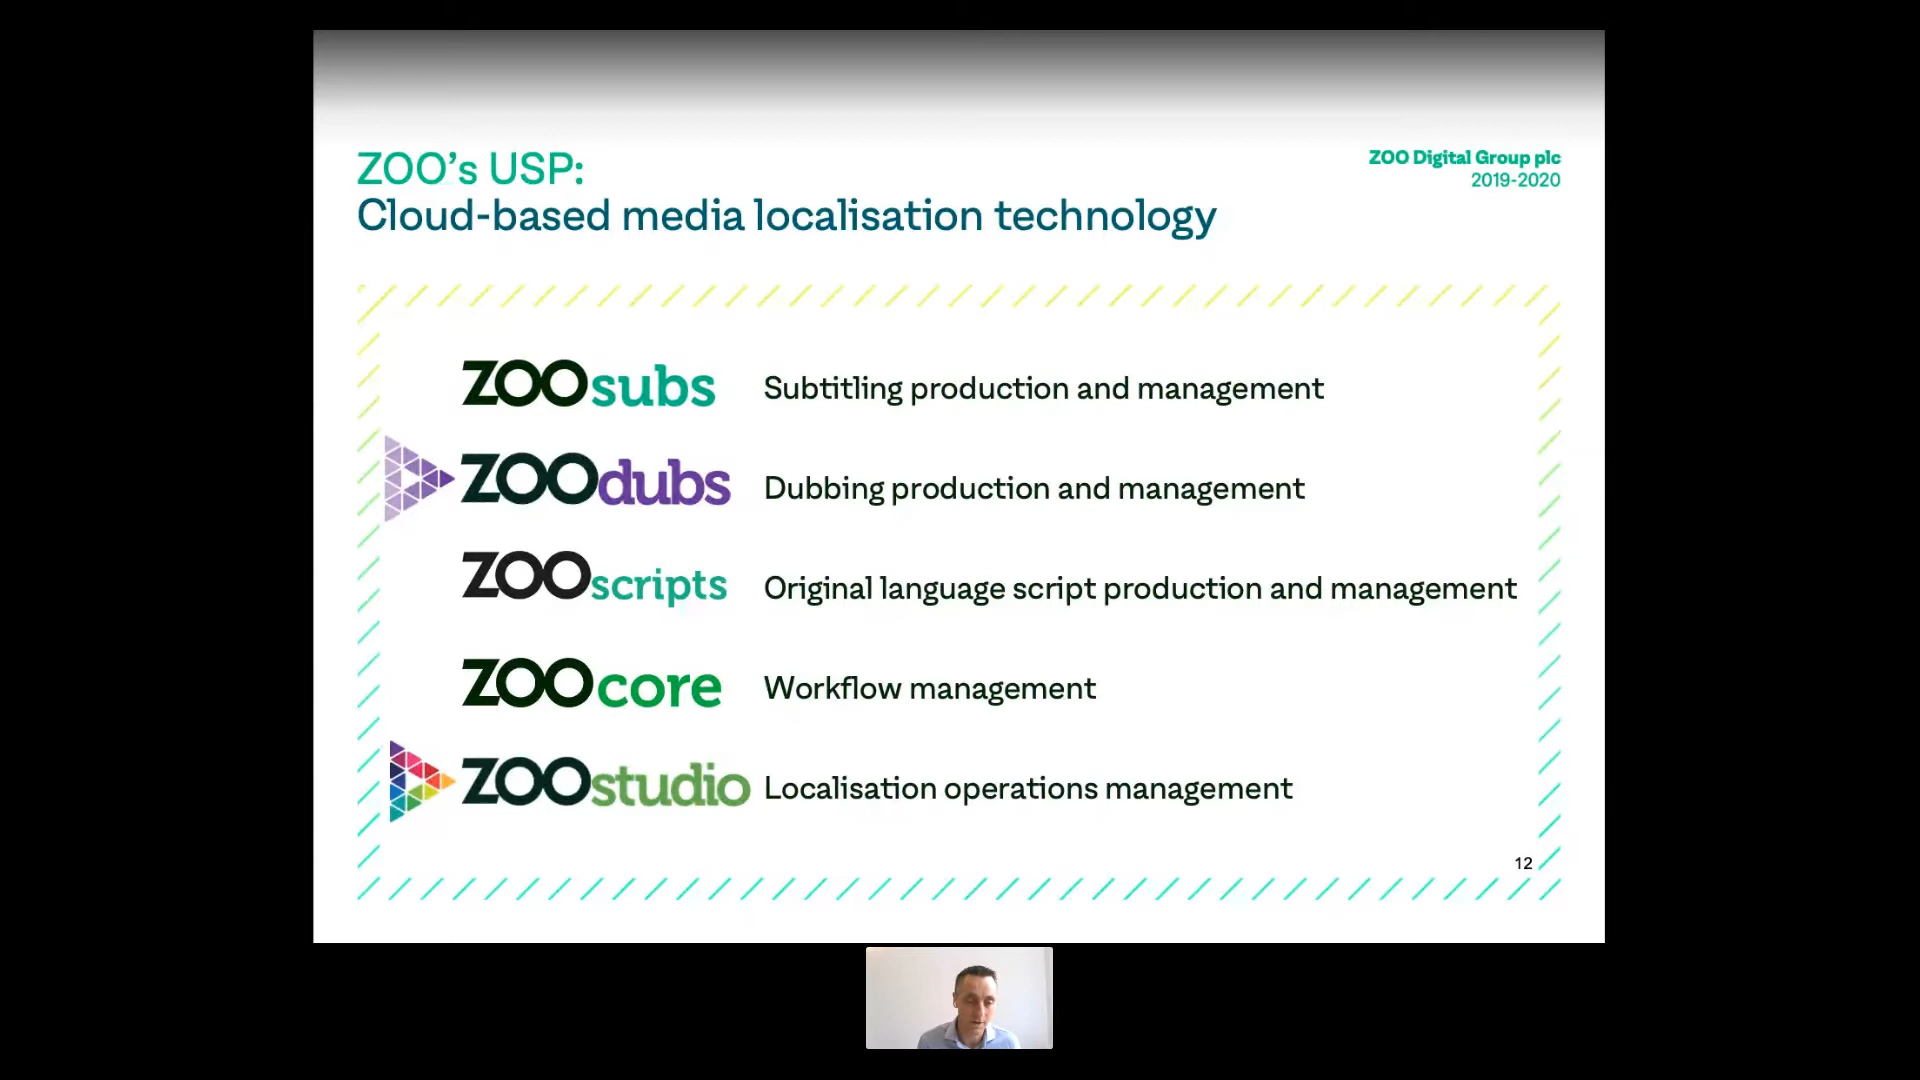 ZOO's USP:
Cloud-based media localisation technology
ZOO Digital Group plc
2019-2020
ZOOsubs Subtitling production and management
ZOOdubs Dubbing production and management
ZOOscripts Original language script production and management
ZOOcore Workflow management
ZOOstudio Localisation operations management
12